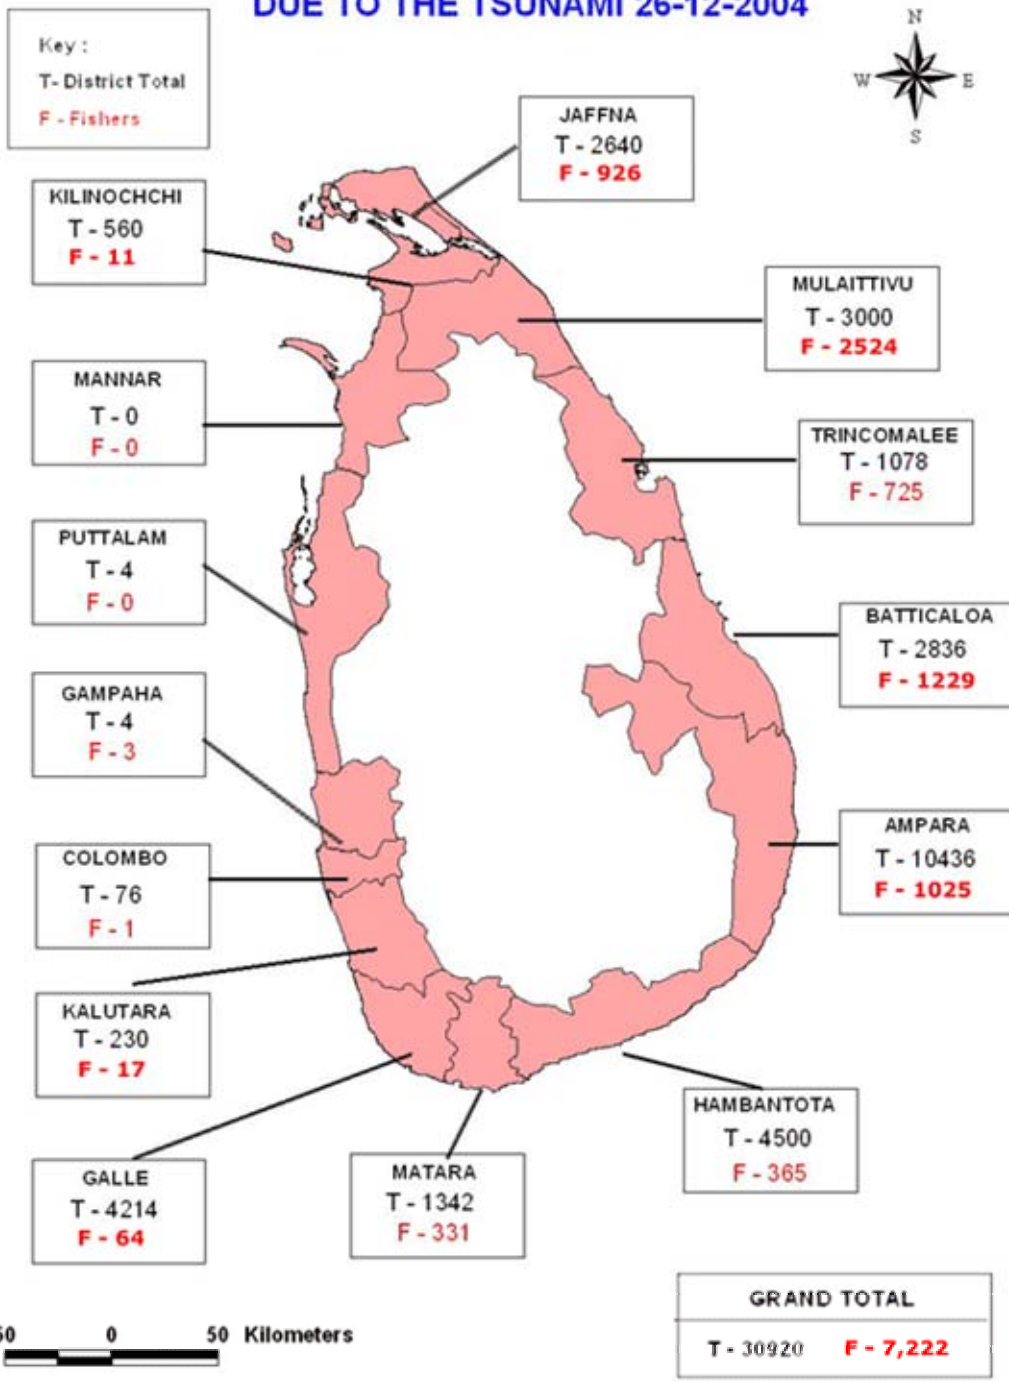 DUE TO THE TSUNAMI 26-12-2004
Key :
T- District Total
F - Fishers
N
W
E
S
JAFFNA
T - 2640
F - 926
KILINOCHCHI
T - 560
F - 11
MULAITTIVU
T - 3000
F - 2524
MANNAR
T - 0
F - 0
TRINCOMALEE
T - 1078
F - 725
PUTTALAM
T - 4
F - 0
BATTICALOA
T - 2836
F - 1229
GAMPAHA
T - 4
F - 3
AMPARA
T - 10436
F - 1025
COLOMBO
T - 76
F - 1
KALUTARA
T - 230
F - 17
HAMBANTOTA
T - 4500
F - 365
GALLE
T - 4214
F - 64
MATARA
T - 1342
F - 331
GRAND TOTAL
T - 30920 F - 7,222
50 0 50 Kilometers